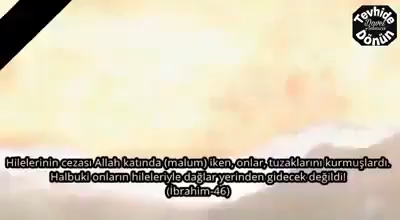 Tevhide
Davet
Dönün
Hilelerinin cezası Allah katında (malum) iken, onlar, tuzaklarını kurmuşlardı.
Halbuki onların hileleriyle dağlar yerinden gidecek değildi!
(İbrahim-46)